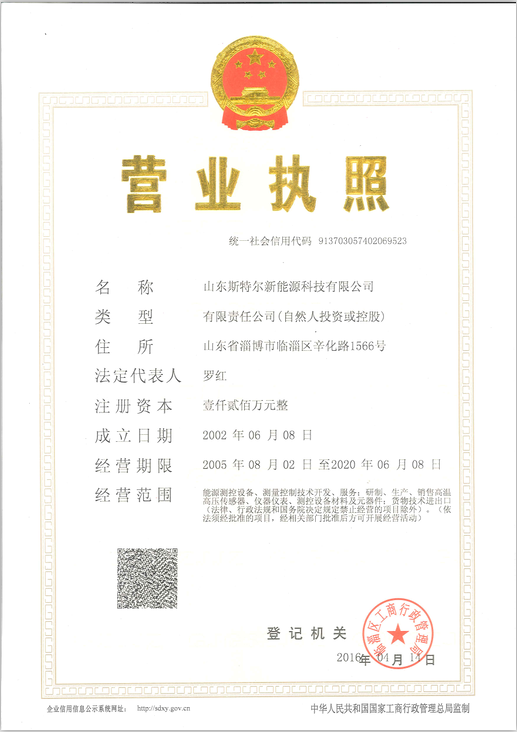 营业执照
统一社会信用代码 913703057402069523
名称 山东斯特尔新能源科技有限公司
类型 有限责任公司(自然人投资或控股)
住所 山东省淄博市临淄区辛化路1566号
法定代表人 罗红
注册资本 壹仟贰佰万元整
成立日期 2002 年 06 月 08 日
经营期限 2005 年 08 月 02 日 至2020 年 06 月 08 日
经营范围 能源测控设备、测量控制技术开发、服务；研制、生产、销售高温
高压传感器、仪器仪表、测控设备材料及元器件；货物技术进出口
（法律、行政法规和国务院决定规定禁止经营的项目除外）。（依
法须经批准的项目，经相关部门批准后方可开展经营活动）
登记机关
淄区工商行政管理局
2016年 04月 14日
企业信用信息公示系统网址： http://sdxy.gov.cn
中华人民共和国国家工商行政管理总局监制